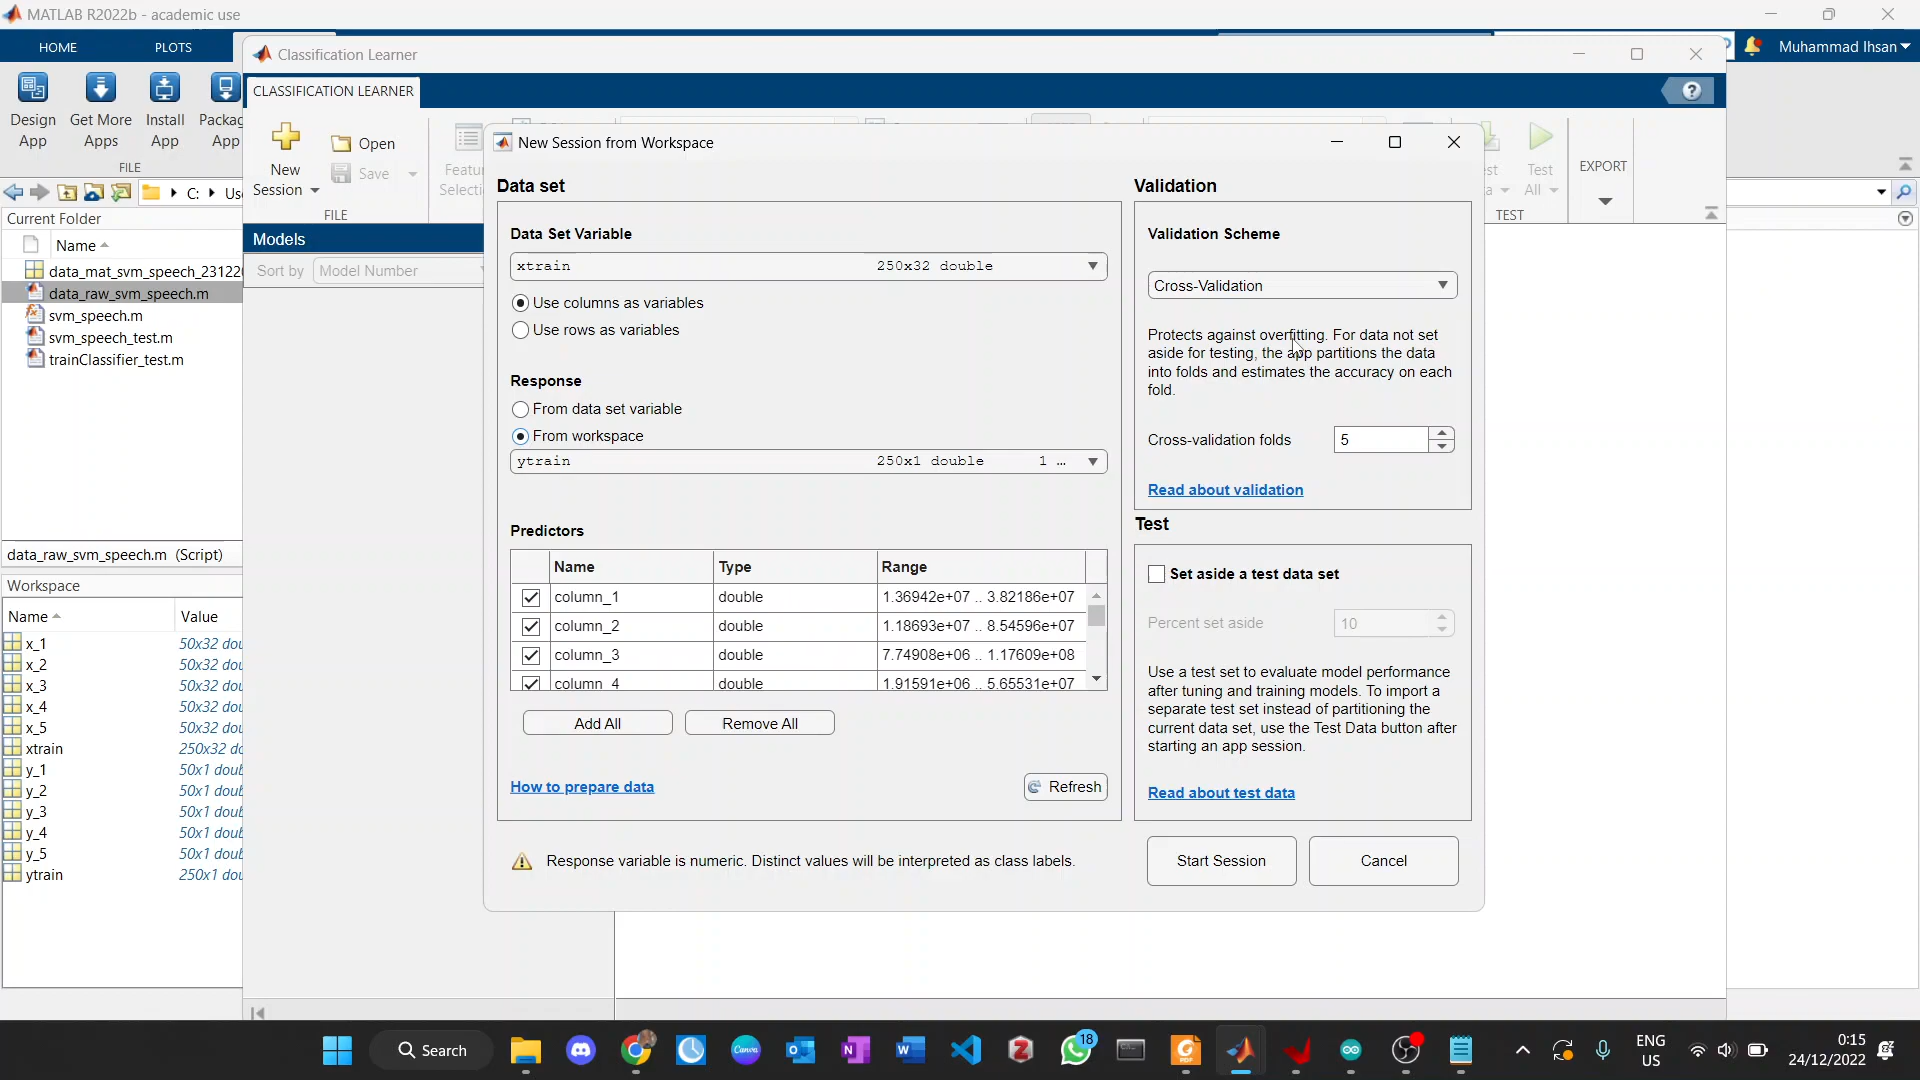 MATLAB R2022b - academic use
HOME
PLOTS
Muhammad Ihsan
Classification Learner
CLASSIFICATION LEARNER
Design App
Get More Apps
Install App
FILE
New Session
Open
Save
FILE
Test All
TEST
EXPORT
C:
Current Folder
Name
data_raw_svm_speech.m
svm_speech.m
svm_speech_test.m
trainClassifier_test.m
data_raw_svm_speech.m (Script)
Workspace
Name
Value
x_1
x_2
x_3
x_4
x_5
xtrain
y_1
y_2
y_3
y_4
y_5
ytrain
Models
Sort by
Model Number
New Session from Workspace
Data set
Data Set Variable
xtrain 250x32 double
Use columns as variables
Use rows as variables
Response
From data set variable
From workspace
ytrain 250x1 double 1 ...
Predictors
Name Type Range
column_1 double 1.36942e+07 .. 3.82186e+07
column_2 double 1.18693e+07 .. 8.54596e+07
column_3 double 7.74908e+06 .. 1.17609e+08
column_4 double 1.91591e+06 .. 5.65531e+07
Add All
Remove All
How to prepare data
Refresh
Response variable is numeric. Distinct values will be interpreted as class labels.
Validation
Validation Scheme
Cross-Validation
Protects against overfitting. For data not set
aside for testing, the app partitions the data
into folds and estimates the accuracy on each
fold.
Cross-validation folds 5
Read about validation
Test
Set aside a test data set
Percent set aside 10
Use a test set to evaluate model performance
after tuning and training models. To import a
separate test set instead of partitioning the
current data set, use the Test Data button after
starting an app session.
Read about test data
Start Session
Cancel
Search
18
ENG
US
0:15
24/12/2022